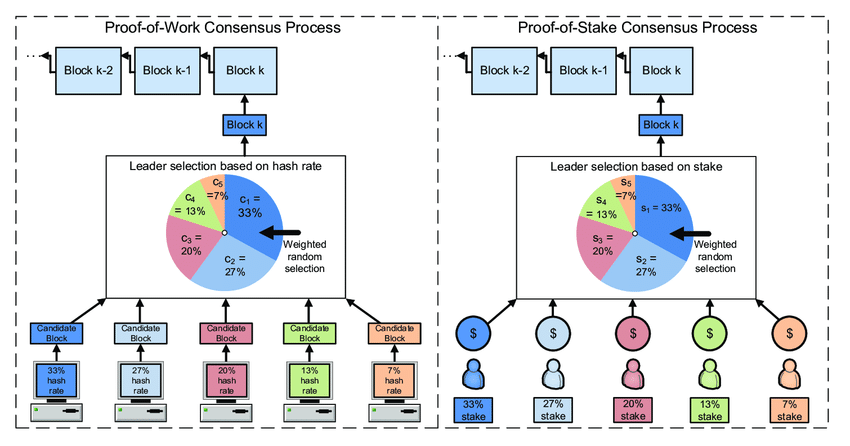 Proof-of-Work Consensus Process
...
Block k-2
Block k-1
Block k
Block k
Leader selection based on hash rate
c₁ =
33%
c₂ =
27%
c₃ =
20%
c₄
= 13%
c₅
=7%
Weighted
random
selection
Candidate
Block
Candidate
Block
Candidate
Block
Candidate
Block
Candidate
Block
33%
hash
rate
27%
hash
rate
20%
hash
rate
13%
hash
rate
7%
hash
rate
Proof-of-Stake Consensus Process
...
Block k-2
Block k-1
Block k
Block k
Leader selection based on stake
s₁ = 33%
s₂ =
27%
s₃ =
20%
s₄
= 13%
s₅
=7%
Weighted
random
selection
$
$
$
$
$
33%
stake
27%
stake
20%
stake
13%
stake
7%
stake